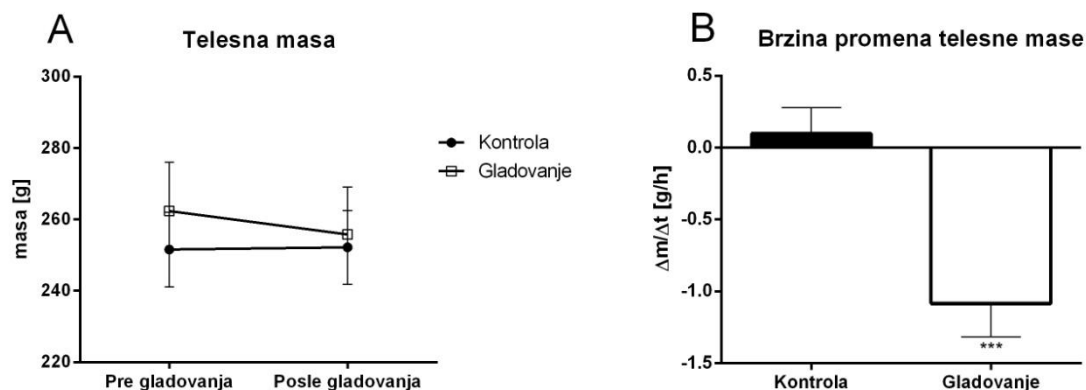 A
Telesna masa
masa [g]
300
280
260
240
220
Pre gladovanja
Posle gladovanja
Kontrola
Gladovanje
B
Brzina promena telesne mase
Δm/Δt [g/h]
0.5
0.0
-0.5
-1.0
-1.5
***
Kontrola
Gladovanje